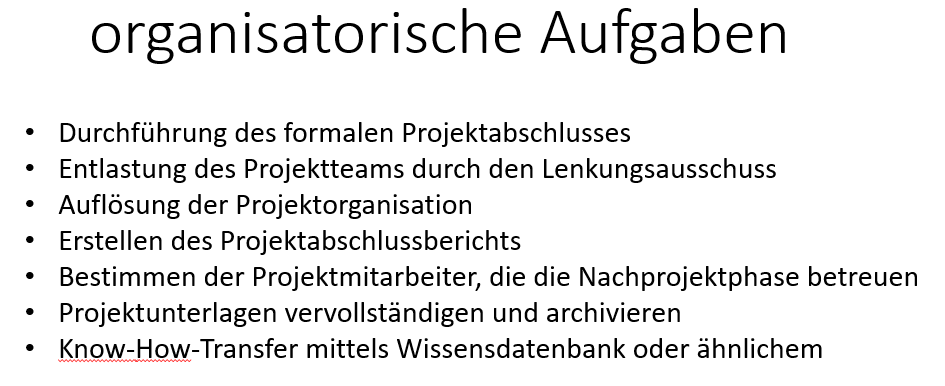 organisatorische Aufgaben
• Durchführung des formalen Projektabschlusses
• Entlastung des Projektteams durch den Lenkungsausschuss
• Auflösung der Projektorganisation
• Erstellen des Projektabschlussberichts
• Bestimmen der Projektmitarbeiter, die die Nachprojektphase betreuen
• Projektunterlagen vervollständigen und archivieren
• Know-How-Transfer mittels Wissensdatenbank oder ähnlichem